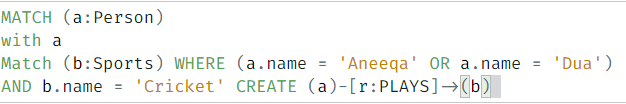 MATCH (a:Person)
with a
Match (b:Sports) WHERE (a.name = 'Aneeqa' OR a.name = 'Dua')
AND b.name = 'Cricket' CREATE (a)-[r:PLAYS]->(b)